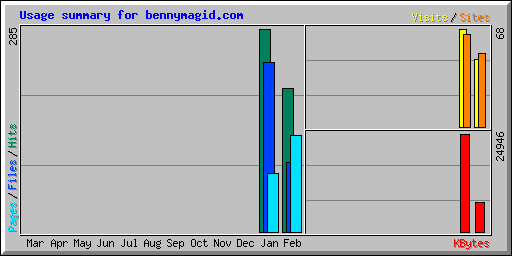 Usage summary for bennymagid.com
Visits / Sites
285
68
24946
Pages / Files / Hits
Mar Apr May Jun Jul Aug Sep Oct Nov Dec Jan Feb
KBytes